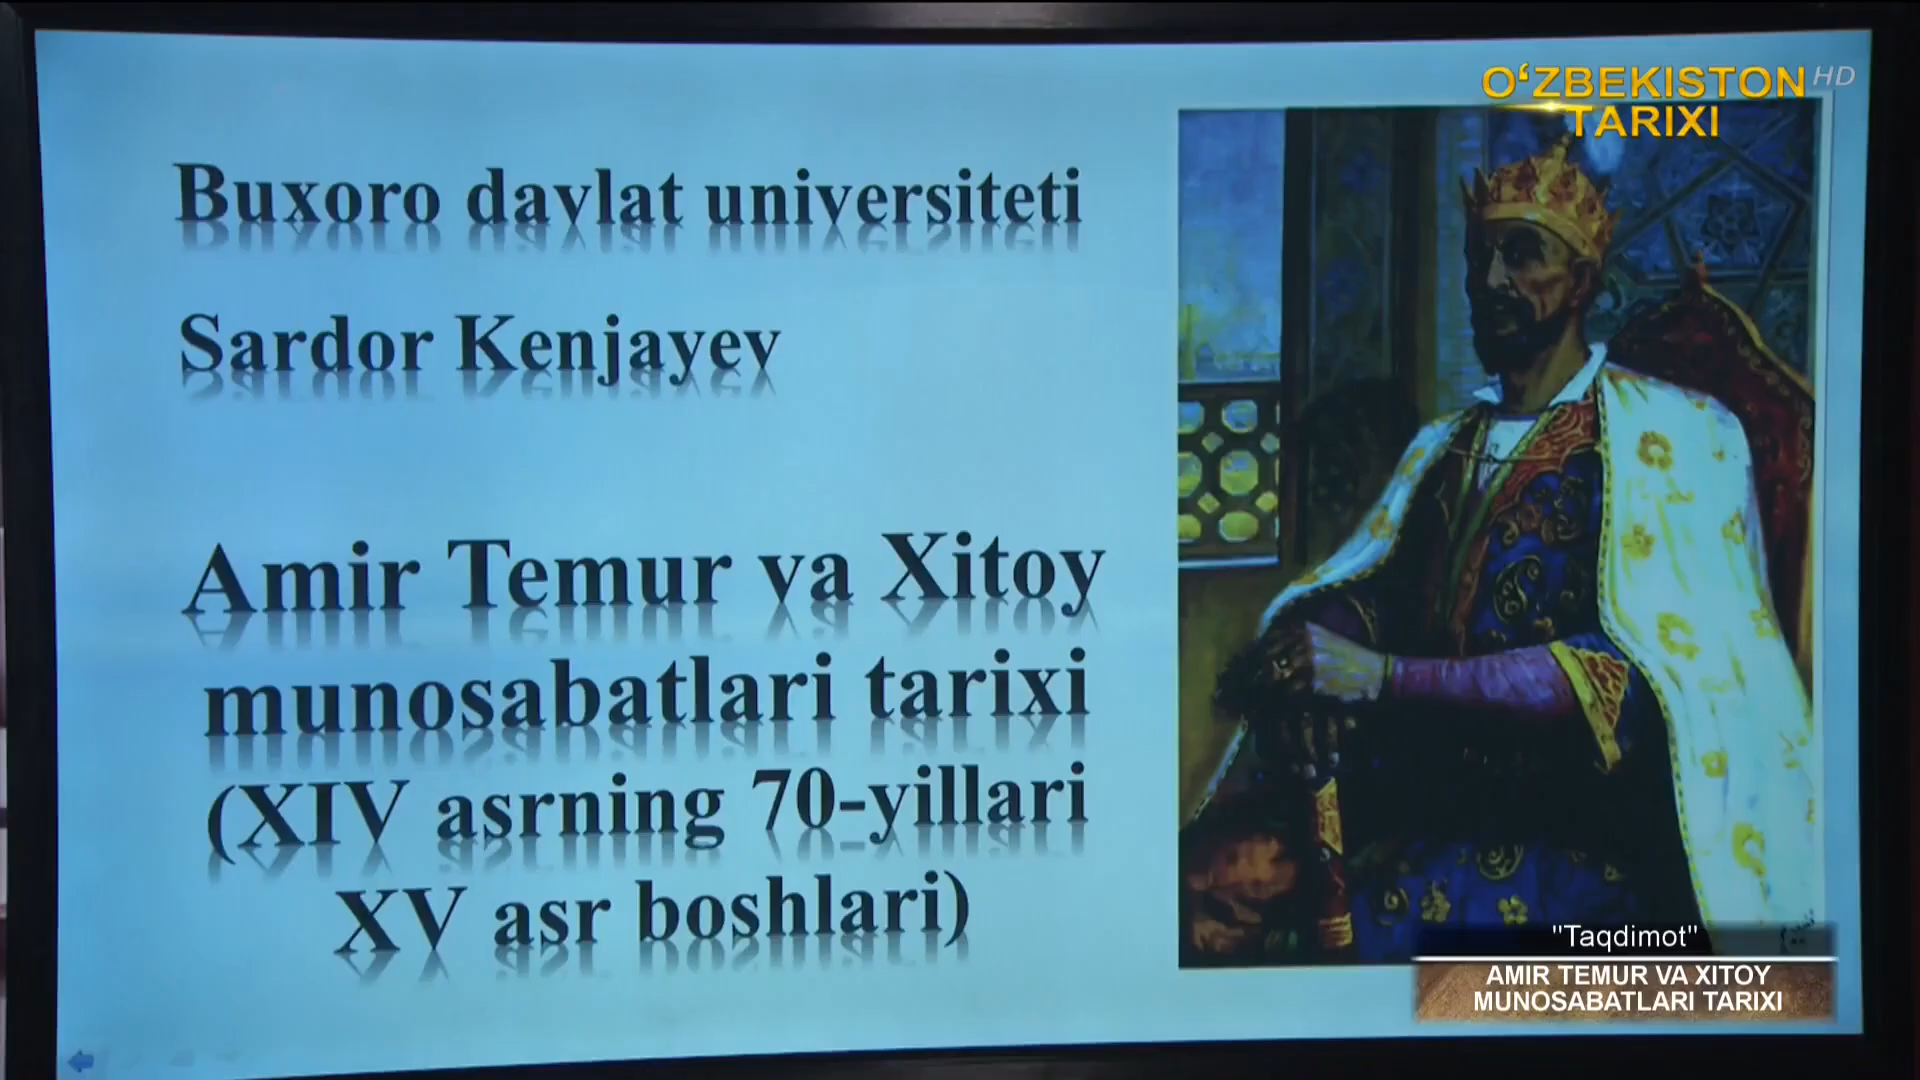 O‘ZBEKISTON HD
TARIXI
Buxoro davlat universiteti
Sardor Kenjayev
Amir Temur va Xitoy
munosabatlari tarixi
(XIV asrning 70-yillari
XV asr boshlari)
"Taqdimot"
AMIR TEMUR VA XITOY
MUNOSABATLARI TARIXI